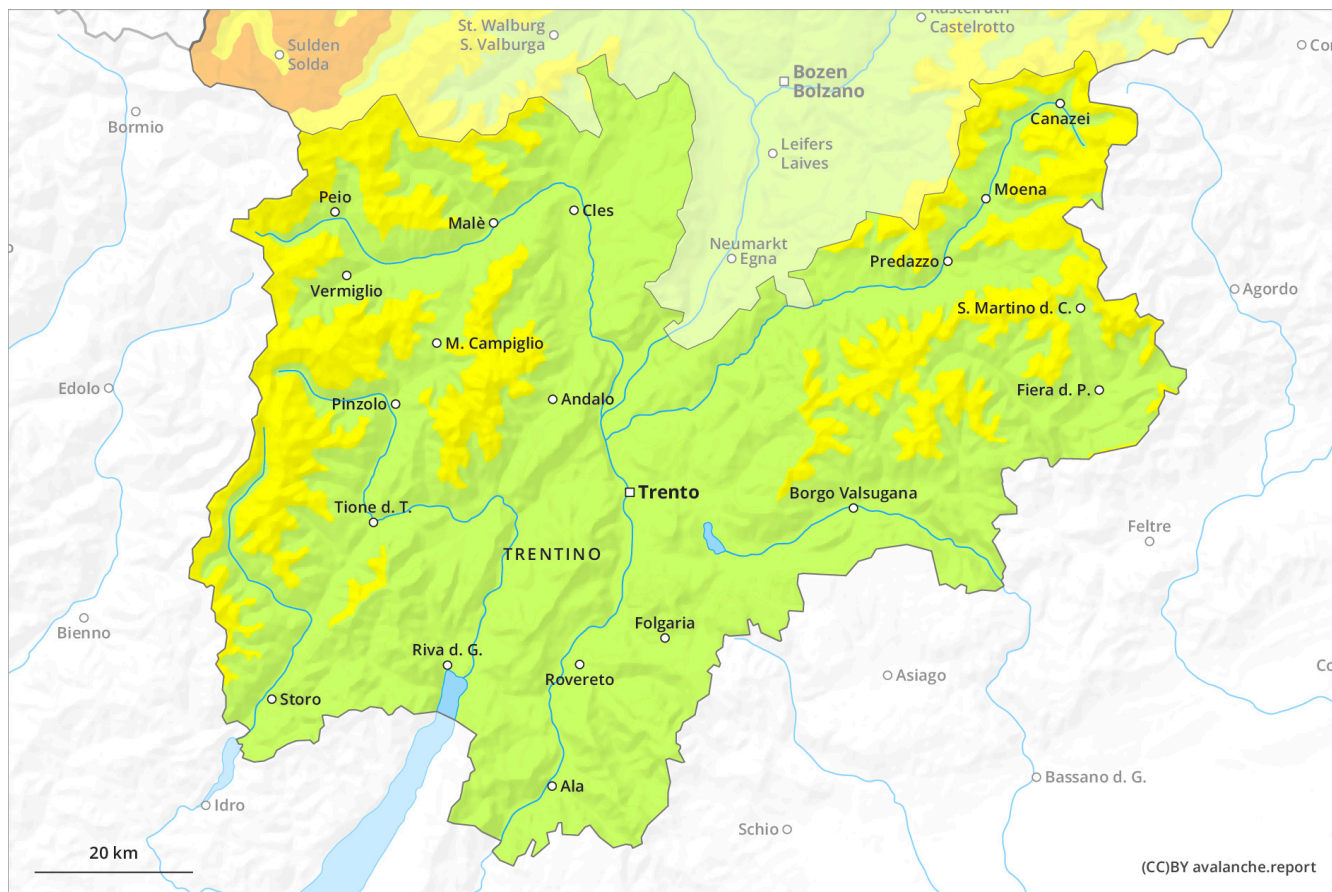 Kastelruth
Castelrotto
St. Walburg
S. Valburga
Sulden
Solda
Bozen
Bolzano
Bormio
Canazei
Leifers
Laives
Peio
Malè
Cles
Moena
Neumarkt
Egna
Predazzo
Vermiglio
Agordo
S. Martino d. C.
M. Campiglio
Edolo
Pinzolo
Andalo
Fiera d. P.
Trento
Borgo Valsugana
Tione d. T.
Feltre
TRENTINO
Bienno
Folgaria
Riva d. G.
Rovereto
Asiago
Storo
Ala
Bassano d. G.
Idro
Schio
20 km
(CC)BY avalanche.report